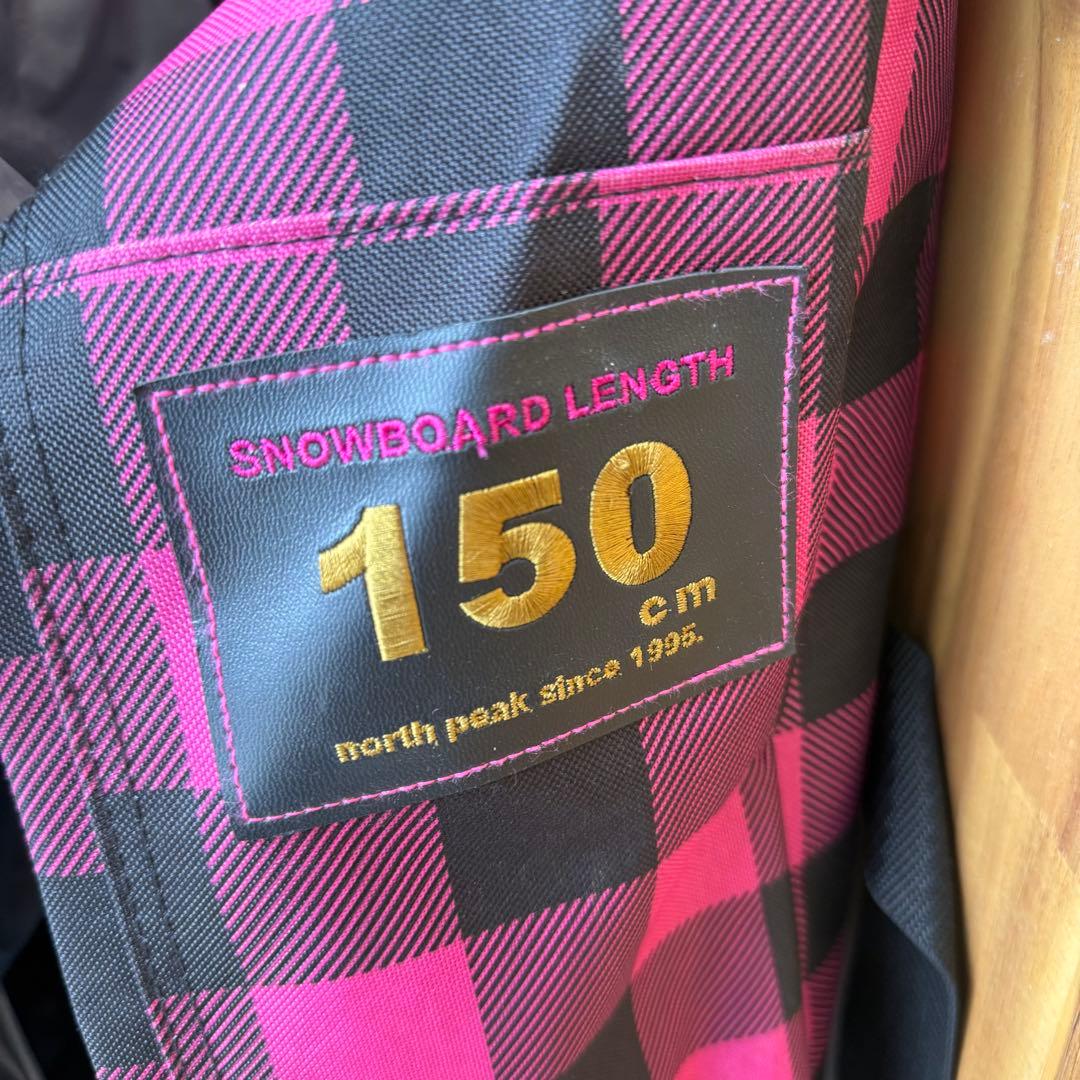 SNOWBOARD LENGTH
150
cm
north peak since 1995.